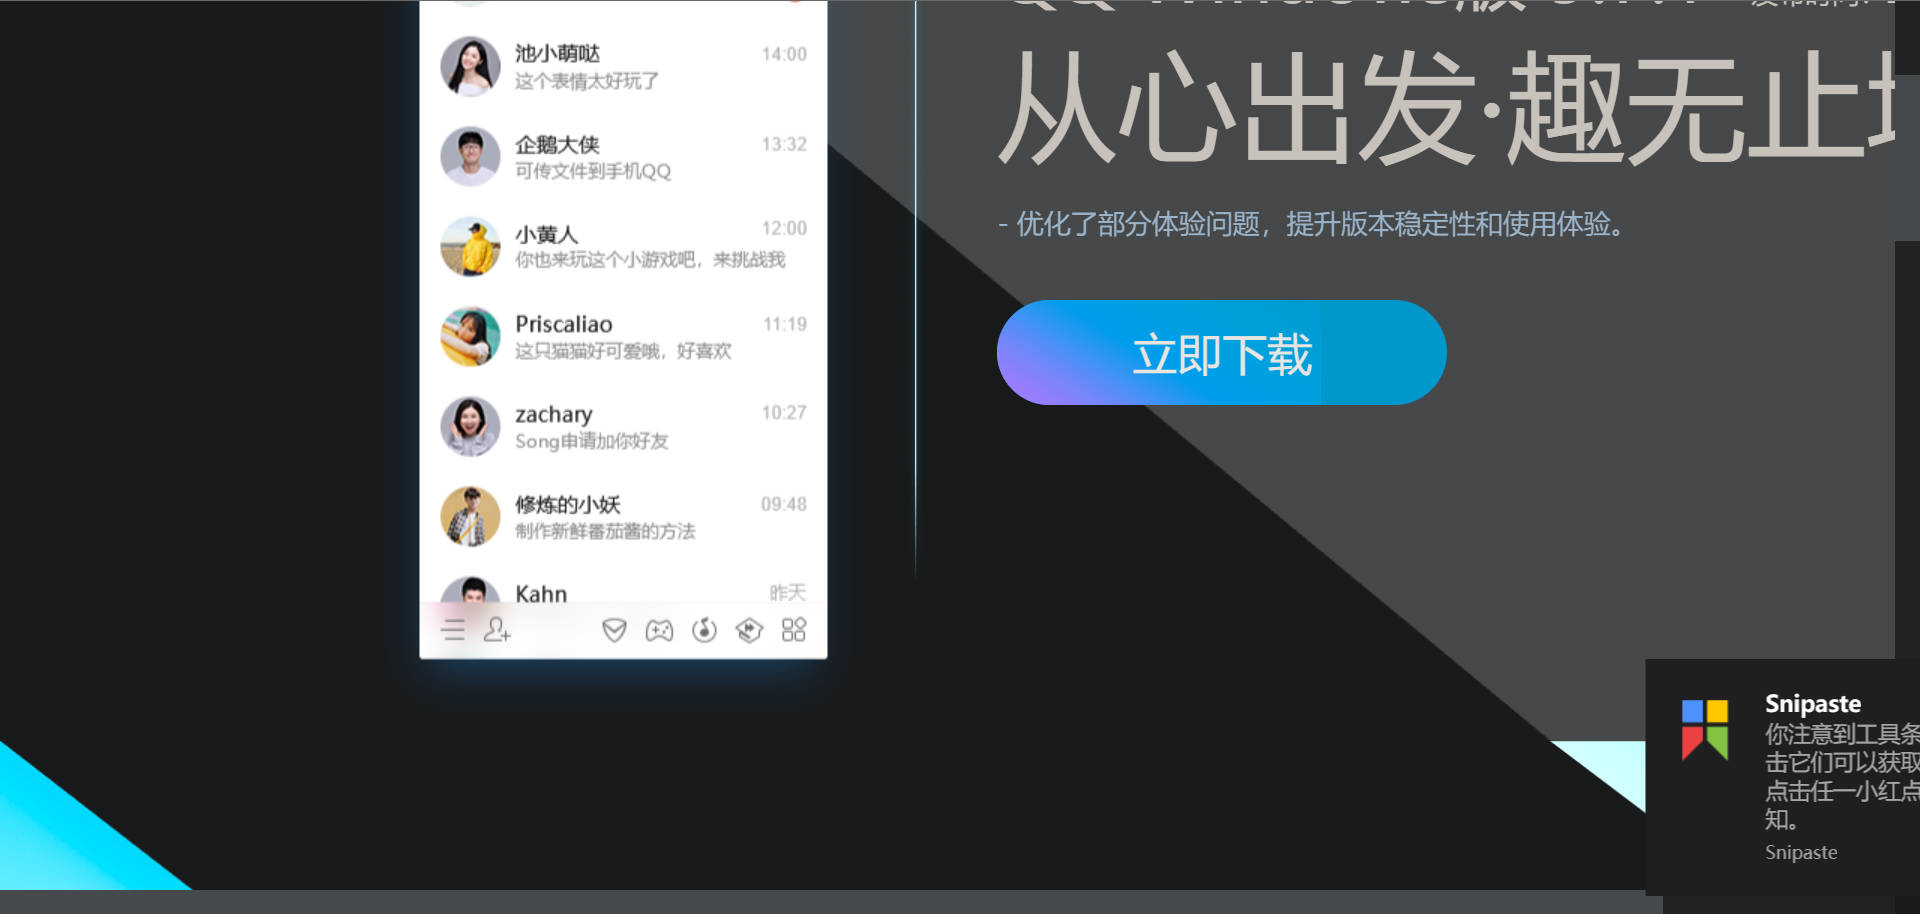 池小萌哒
14:00
这个表情太好玩了
企鹅大侠
13:32
可传文件到手机QQ
小黄人
12:00
你也来玩这个小游戏吧，来挑战我
Priscaliao
11:19
这只猫猫好可爱哦，好喜欢
zachary
10:27
Song申请加你好友
修炼的小妖
09:48
制作新鲜番茄酱的方法
Kahn
昨天
从心出发·趣无止
- 优化了部分体验问题，提升版本稳定性和使用体验。
立即下载
Snipaste
你注意到工具条
击它们可以获取
点击任一小红点
知。
Snipaste